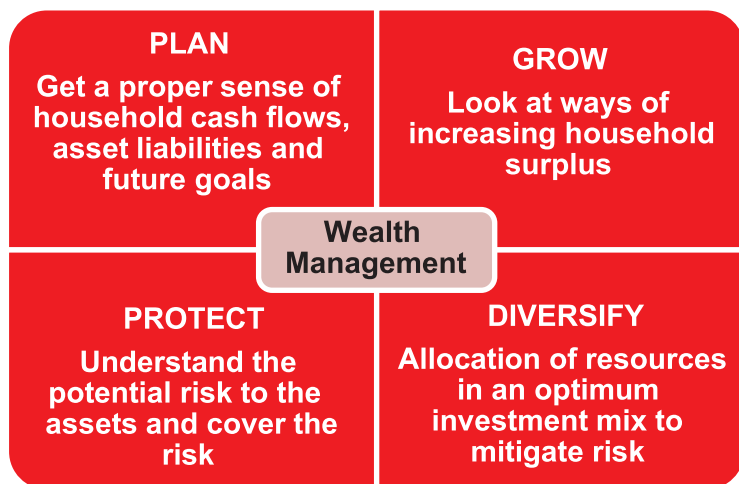 PLAN
Get a proper sense of
household cash flows,
asset liabilities and
future goals
GROW
Look at ways of
increasing household
surplus
Wealth
Management
PROTECT
Understand the
potential risk to the
assets and cover the
risk
DIVERSIFY
Allocation of resources
in an optimum
investment mix to
mitigate risk